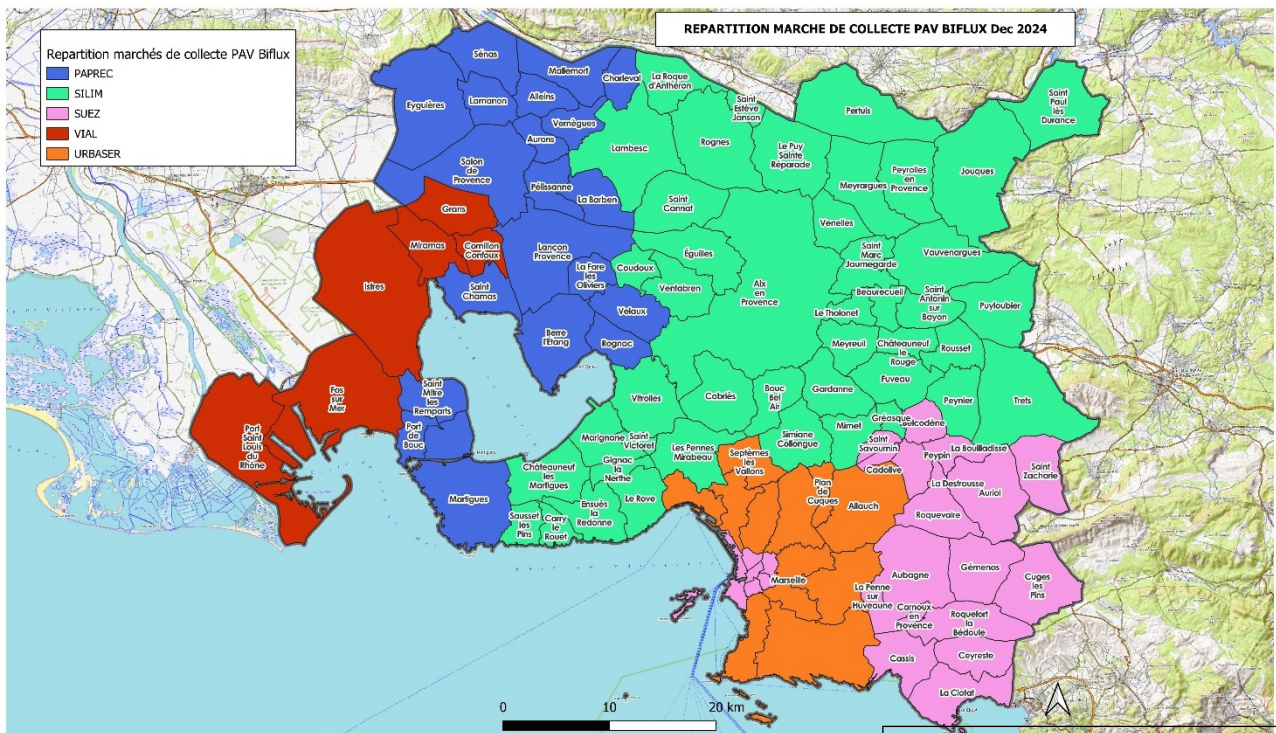 REPARTITION MARCHE DE COLLECTE PAV BIFLUX Dec 2024
Repartition marchés de collecte PAV Biflux
PAPREC
SILIM
SUEZ
VIAL
URBASER
Sénas
Mallemort
Charleval
La Roque
d'Anthéron
Saint
Estève
Janson
Pertuis
Saint
Paul
lès
Durance
Eyguières
Lamanon
Alleins
Vernègues
Aurons
Lambesc
Rognes
Le Puy
Sainte
Réparade
Meyrargues
Peyrolles
en
Provence
Jouques
Salon
de
Provence
Pélissanne
La Barben
Saint
Cannat
Venelles
Grans
Miramas
Cornillon
Confoux
Lançon
Provence
La Fare
les
Oliviers
Coudoux
Éguilles
Ventabren
Aix
en
Provence
Saint
Marc
Jaumegarde
Vauvenargues
Istres
Saint
Chamas
Velaux
Berre
l'Étang
Rognac
Beaurecueil
Le Tholonet
Saint
Antonin
sur
Bayon
Puyloubier
Meyreuil
Châteauneuf
le
Rouge
Rousset
Fuveau
Fos
sur
Mer
Saint
Mitre
les
Remparts
Port
de
Bouc
Vitrolles
Cabriès
Bouc
Bel
Air
Gardanne
Peynier
Trets
Port
Saint
Louis
du
Rhône
Marignane
Saint
Victoret
Les Pennes
Mirabeau
Simiane
Collongue
Mimet
Gréasque
Belcodène
Saint
Savournin
Cadolive
Peypin
La Bouilladisse
Martigues
Châteauneuf
les
Martigues
Gignac
la
Nerthe
Le Rove
Septèmes
les
Vallons
La Destrousse
Auriol
Saint
Zacharie
Sausset
les
Pins
Carry
le
Rouet
Ensuès
la
Redonne
Plan
de
Cuques
Allauch
Roquevaire
Marseille
La Penne
sur
Huveaune
Aubagne
Gémenos
Cuges
les
Pins
Carnoux
en
Provence
Roquefort
la
Bédoule
Cassis
Ceyreste
La Ciotat
0 10 20 km